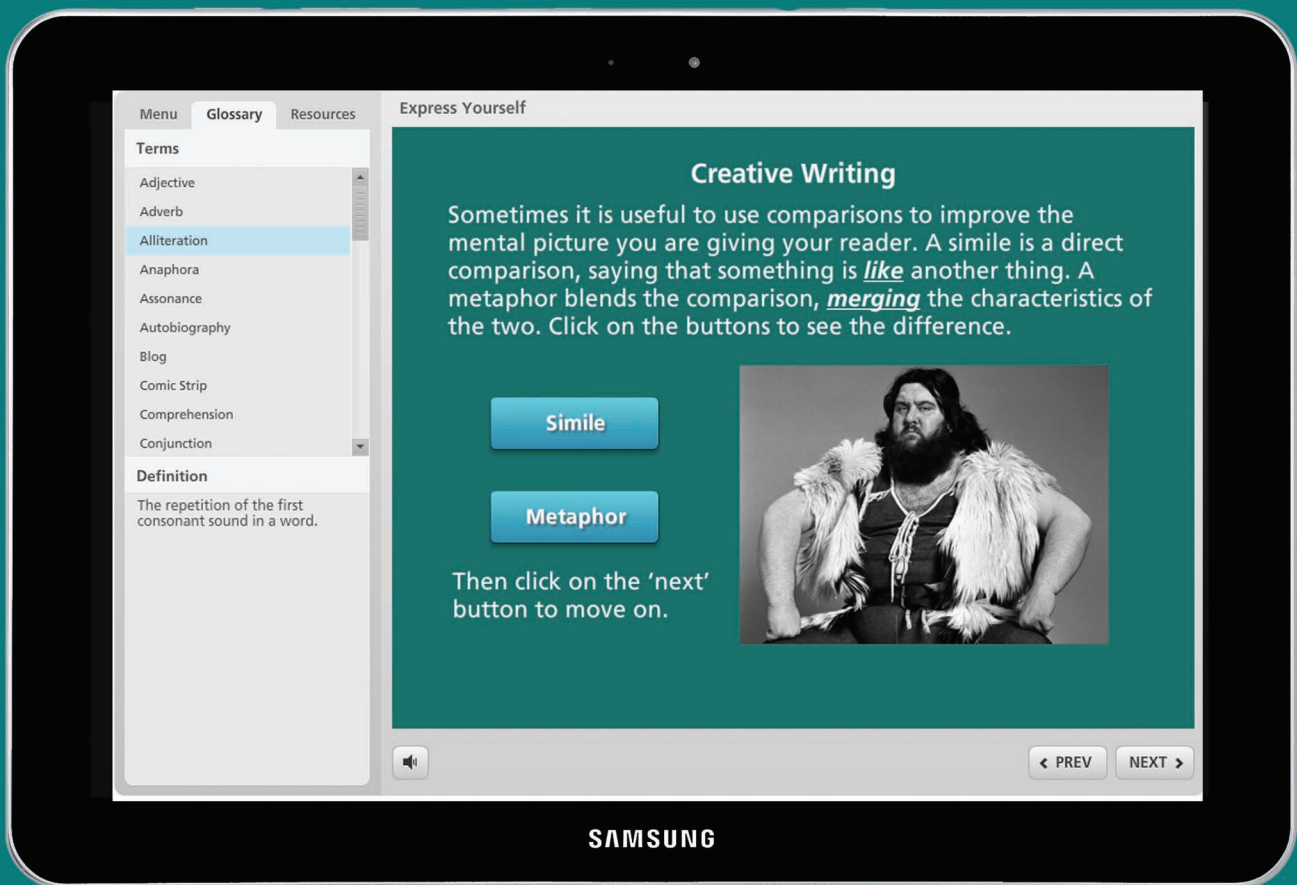 Menu Glossary Resources
Terms
Adjective
Adverb
Alliteration
Anaphora
Assonance
Autobiography
Blog
Comic Strip
Comprehension
Conjunction
Definition
The repetition of the first
consonant sound in a word.
Express Yourself
Creative Writing
Sometimes it is useful to use comparisons to improve the
mental picture you are giving your reader. A simile is a direct
comparison, saying that something is like another thing. A
metaphor blends the comparison, merging the characteristics of
the two. Click on the buttons to see the difference.
Simile
Metaphor
Then click on the ‘next’
button to move on.
PREV
NEXT
SAMSUNG